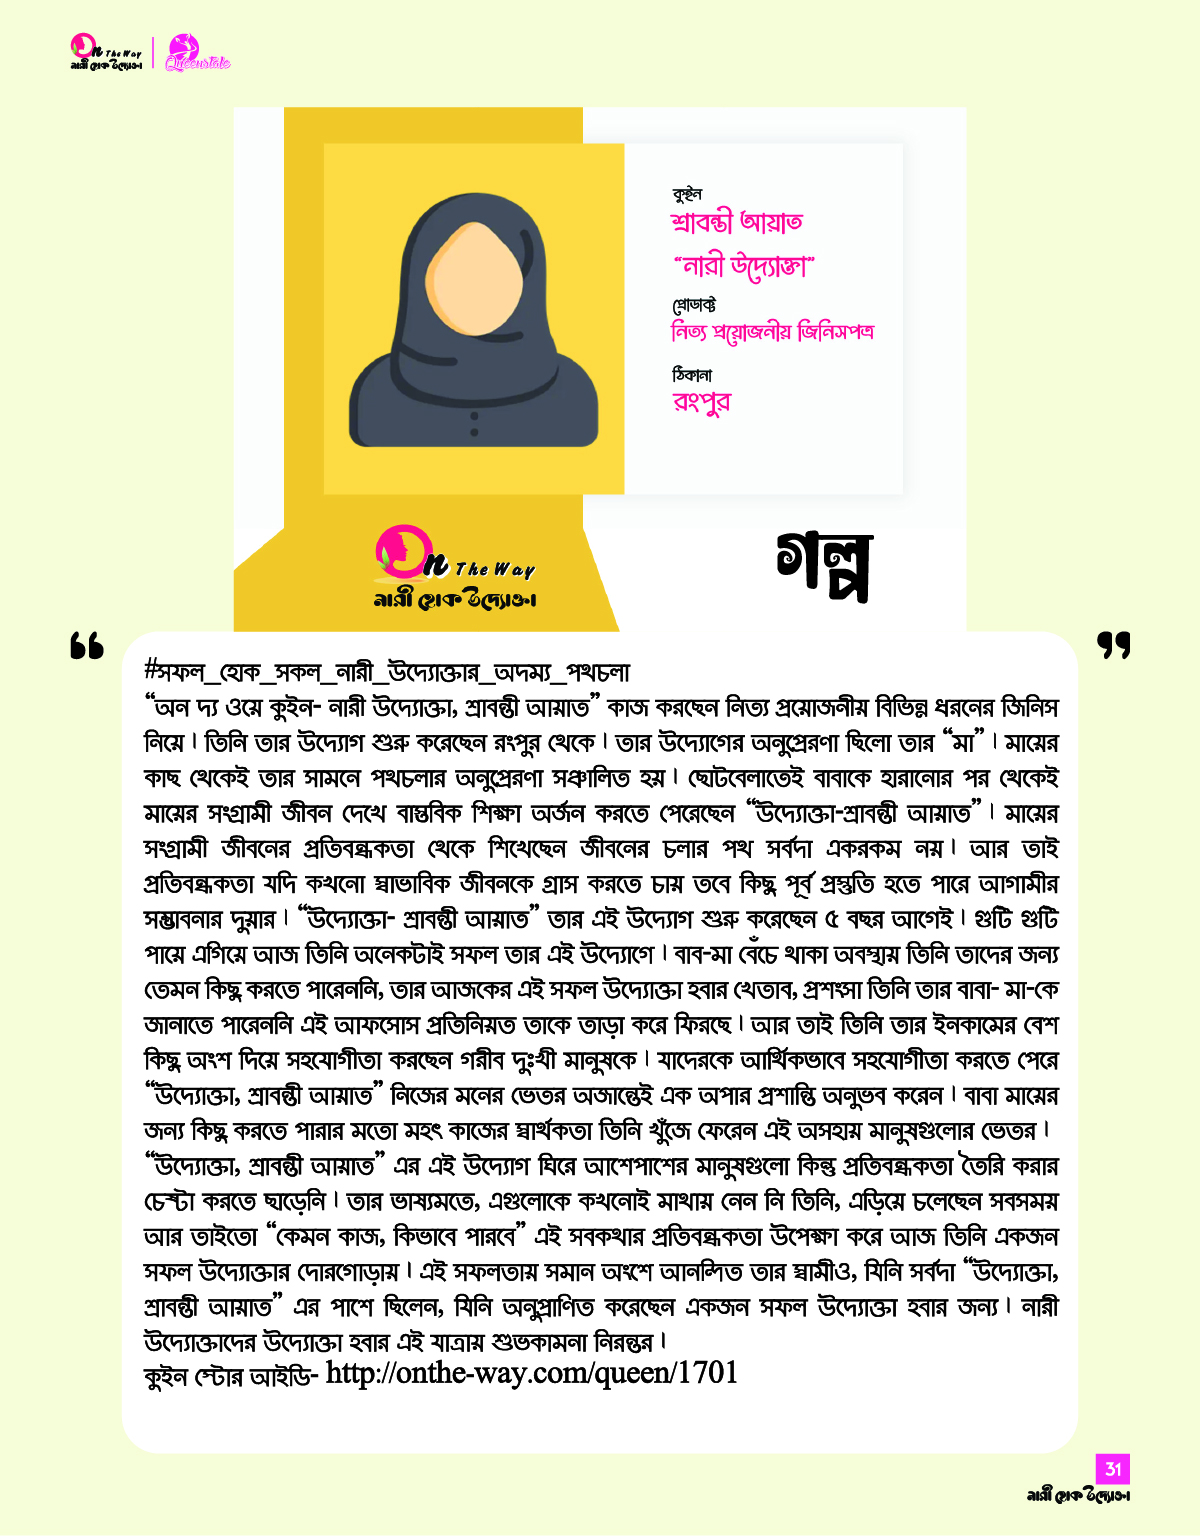 On The Way
নারী হোক উদ্যোক্তা
Queenstale
কুইন
শ্রাবন্তী আয়াত
“নারী উদ্যোক্তা”
প্রোডাক্ট
নিত্য প্রয়োজনীয় জিনিসপত্র
ঠিকানা
রংপুর
On The Way
নারী হোক উদ্যোক্তা
গল্প
#সফল_হোক_সকল_নারী_উদ্যোক্তার_অদম্য_পথচলা
“অন দ্য ওয়ে কুইন- নারী উদ্যোক্তা, শ্রাবন্তী আয়াত” কাজ করছেন নিত্য প্রয়োজনীয় বিভিন্ন ধরনের জিনিস
নিয়ে। তিনি তার উদ্যোগ শুরু করেছেন রংপুর থেকে। তার উদ্যোগের অনুপ্রেরণা ছিলো তার “মা”। মায়ের
কাছ থেকেই তার সামনে পথচলার অনুপ্রেরণা সঞ্চালিত হয়। ছোটবেলাতেই বাবাকে হারানোর পর থেকেই
মায়ের সংগ্রামী জীবন দেখে বাস্তবিক শিক্ষা অর্জন করতে পেরেছেন “উদ্যোক্তা-শ্রাবন্তী আয়াত”। মায়ের
সংগ্রামী জীবনের প্রতিবন্ধকতা থেকে শিখেছেন জীবনের চলার পথ সর্বদা একরকম নয়। আর তাই
প্রতিবন্ধকতা যদি কখনো স্বাভাবিক জীবনকে গ্রাস করতে চায় তবে কিছু পূর্ব প্রস্তুতি হতে পারে আগামীর
সম্ভাবনার দুয়ার। “উদ্যোক্তা- শ্রাবন্তী আয়াত” তার এই উদ্যোগ শুরু করেছেন ৫ বছর আগেই। গুটি গুটি
পায়ে এগিয়ে আজ তিনি অনেকটাই সফল তার এই উদ্যোগে। বাব-মা বেঁচে থাকা অবস্থায় তিনি তাদের জন্য
তেমন কিছু করতে পারেননি, তার আজকের এই সফল উদ্যোক্তা হবার খেতাব, প্রশংসা তিনি তার বাবা- মা-কে
জানাতে পারেননি এই আফসোস প্রতিনিয়ত তাকে তাড়া করে ফিরছে। আর তাই তিনি তার ইনকামের বেশ
কিছু অংশ দিয়ে সহযোগীতা করছেন গরীব দুঃখী মানুষকে। যাদেরকে আর্থিকভাবে সহযোগীতা করতে পেরে
“উদ্যোক্তা, শ্রাবন্তী আয়াত” নিজের মনের ভেতর অজান্তেই এক অপার প্রশান্তি অনুভব করেন। বাবা মায়ের
জন্য কিছু করতে পারার মতো মহৎ কাজের স্বার্থকতা তিনি খুঁজে ফেরেন এই অসহায় মানুষগুলোর ভেতর।
“উদ্যোক্তা, শ্রাবন্তী আয়াত” এর এই উদ্যোগ ঘিরে আশেপাশের মানুষগুলো কিন্তু প্রতিবন্ধকতা তৈরি করার
চেস্টা করতে ছাড়েনি। তার ভাষ্যমতে, এগুলোকে কখনোই মাথায় নেন নি তিনি, এড়িয়ে চলেছেন সবসময়
আর তাইতো “কেমন কাজ, কিভাবে পারবে” এই সবকথার প্রতিবন্ধকতা উপেক্ষা করে আজ তিনি একজন
সফল উদ্যোক্তার দোরগোড়ায়। এই সফলতায় সমান অংশে আনন্দিত তার স্বামীও, যিনি সর্বদা “উদ্যোক্তা,
শ্রাবন্তী আয়াত” এর পাশে ছিলেন, যিনি অনুপ্রাণিত করেছেন একজন সফল উদ্যোক্তা হবার জন্য। নারী
উদ্যোক্তাদের উদ্যোক্তা হবার এই যাত্রায় শুভকামনা নিরন্তর।
কুইন স্টোর আইডি- http://onthe-way.com/queen/1701
31
নারী হোক উদ্যোক্তা